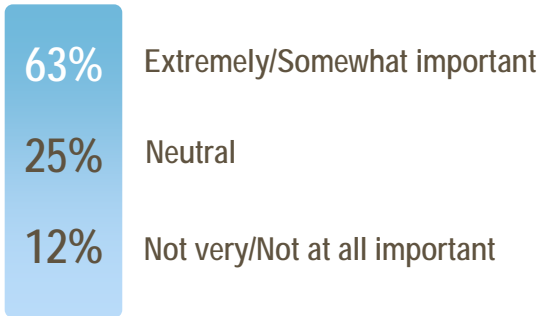 63% Extremely/Somewhat important
25% Neutral
12% Not very/Not at all important